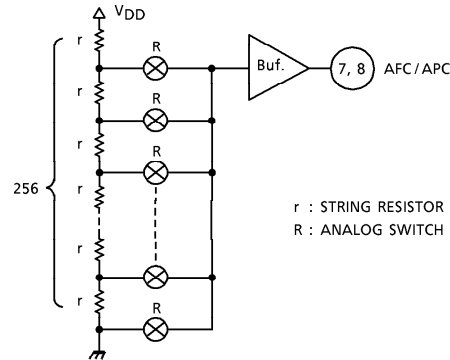 VDD
r
R
Buf.
7, 8
AFC/APC
r
R
r
R
256
r
r : STRING RESISTOR
R : ANALOG SWITCH
r
r
R